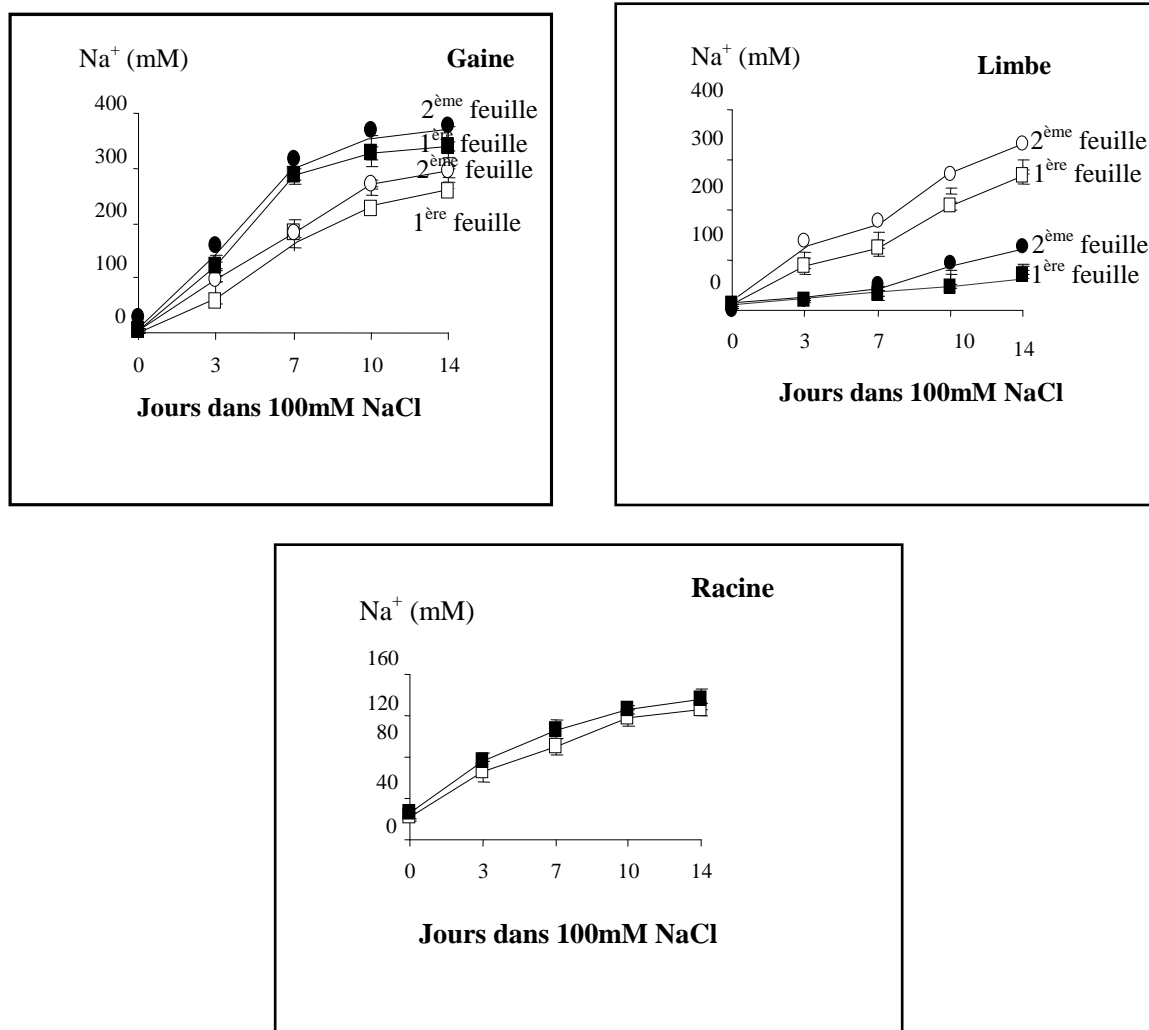 Na⁺ (mM)
Gaine
400
300
200
100
0
2ème feuille
1ère feuille
2ème feuille
1ère feuille
0 3 7 10 14
Jours dans 100mM NaCl
Na⁺ (mM)
Limbe
400
300
200
100
0
2ème feuille
1ère feuille
2ème feuille
1ère feuille
0 3 7 10 14
Jours dans 100mM NaCl
Racine
Na⁺ (mM)
160
120
80
40
0
0 3 7 10 14
Jours dans 100mM NaCl